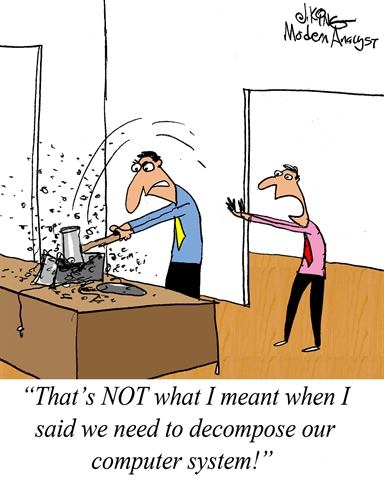 J.KING
Modern Analyst
“That’s NOT what I meant when I
said we need to decompose our
computer system!”